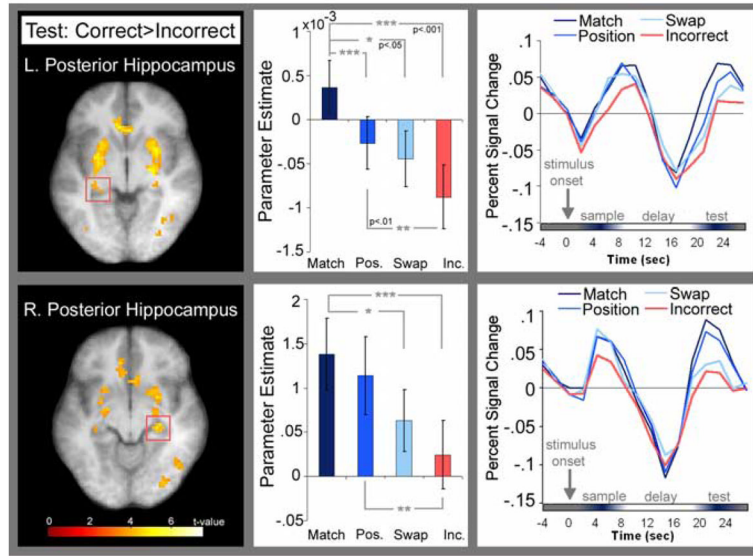 Test: Correct>Incorrect
L. Posterior Hippocampus
×10-3
1
0.5
0
-.05
-1
-1.5
Parameter Estimate
***
*
***
p<.05
p<.001
p<.01
**
Match Pos. Swap Inc.
Match Swap
Position Incorrect
Percent Signal Change
.1
0.05
0
-.05
-.1
-.15
stimulus
onset
sample delay test
-4 0 4 8 12 16 20 24
Time (sec)
R. Posterior Hippocampus
0 2 4 6 t-value
Parameter Estimate
2
1.5
1.0
.05
0
-.05
***
*
**
Match Pos. Swap Inc.
Match Swap
Position Incorrect
Percent Signal Change
.1
.05
0
-.05
-.1
-.15
stimulus
onset
sample delay test
-4 0 4 8 12 16 20 24
Time (sec)